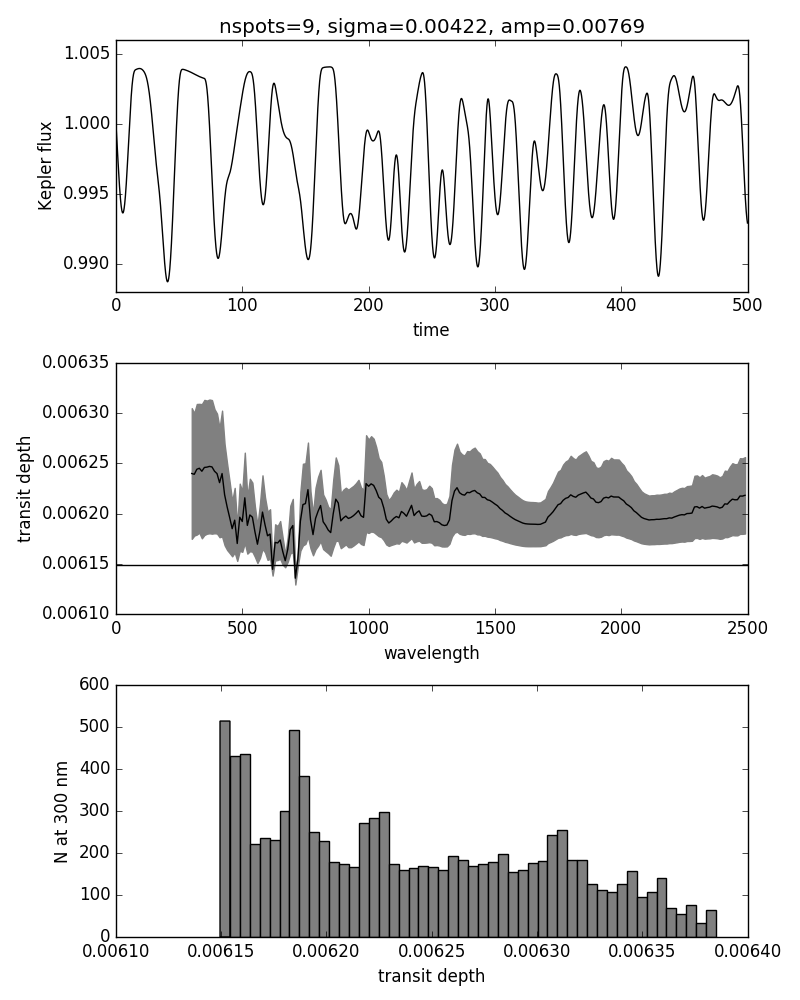 nspots=9, sigma=0.00422, amp=0.00769
1.005
1.000
0.995
0.990
Kepler flux
0 100 200 300 400 500
time
0.00635
0.00630
0.00625
0.00620
0.00615
0.00610
transit depth
0 500 1000 1500 2000 2500
wavelength
600
500
400
300
200
100
0
N at 300 nm
0.00610 0.00615 0.00620 0.00625 0.00630 0.00635 0.00640
transit depth